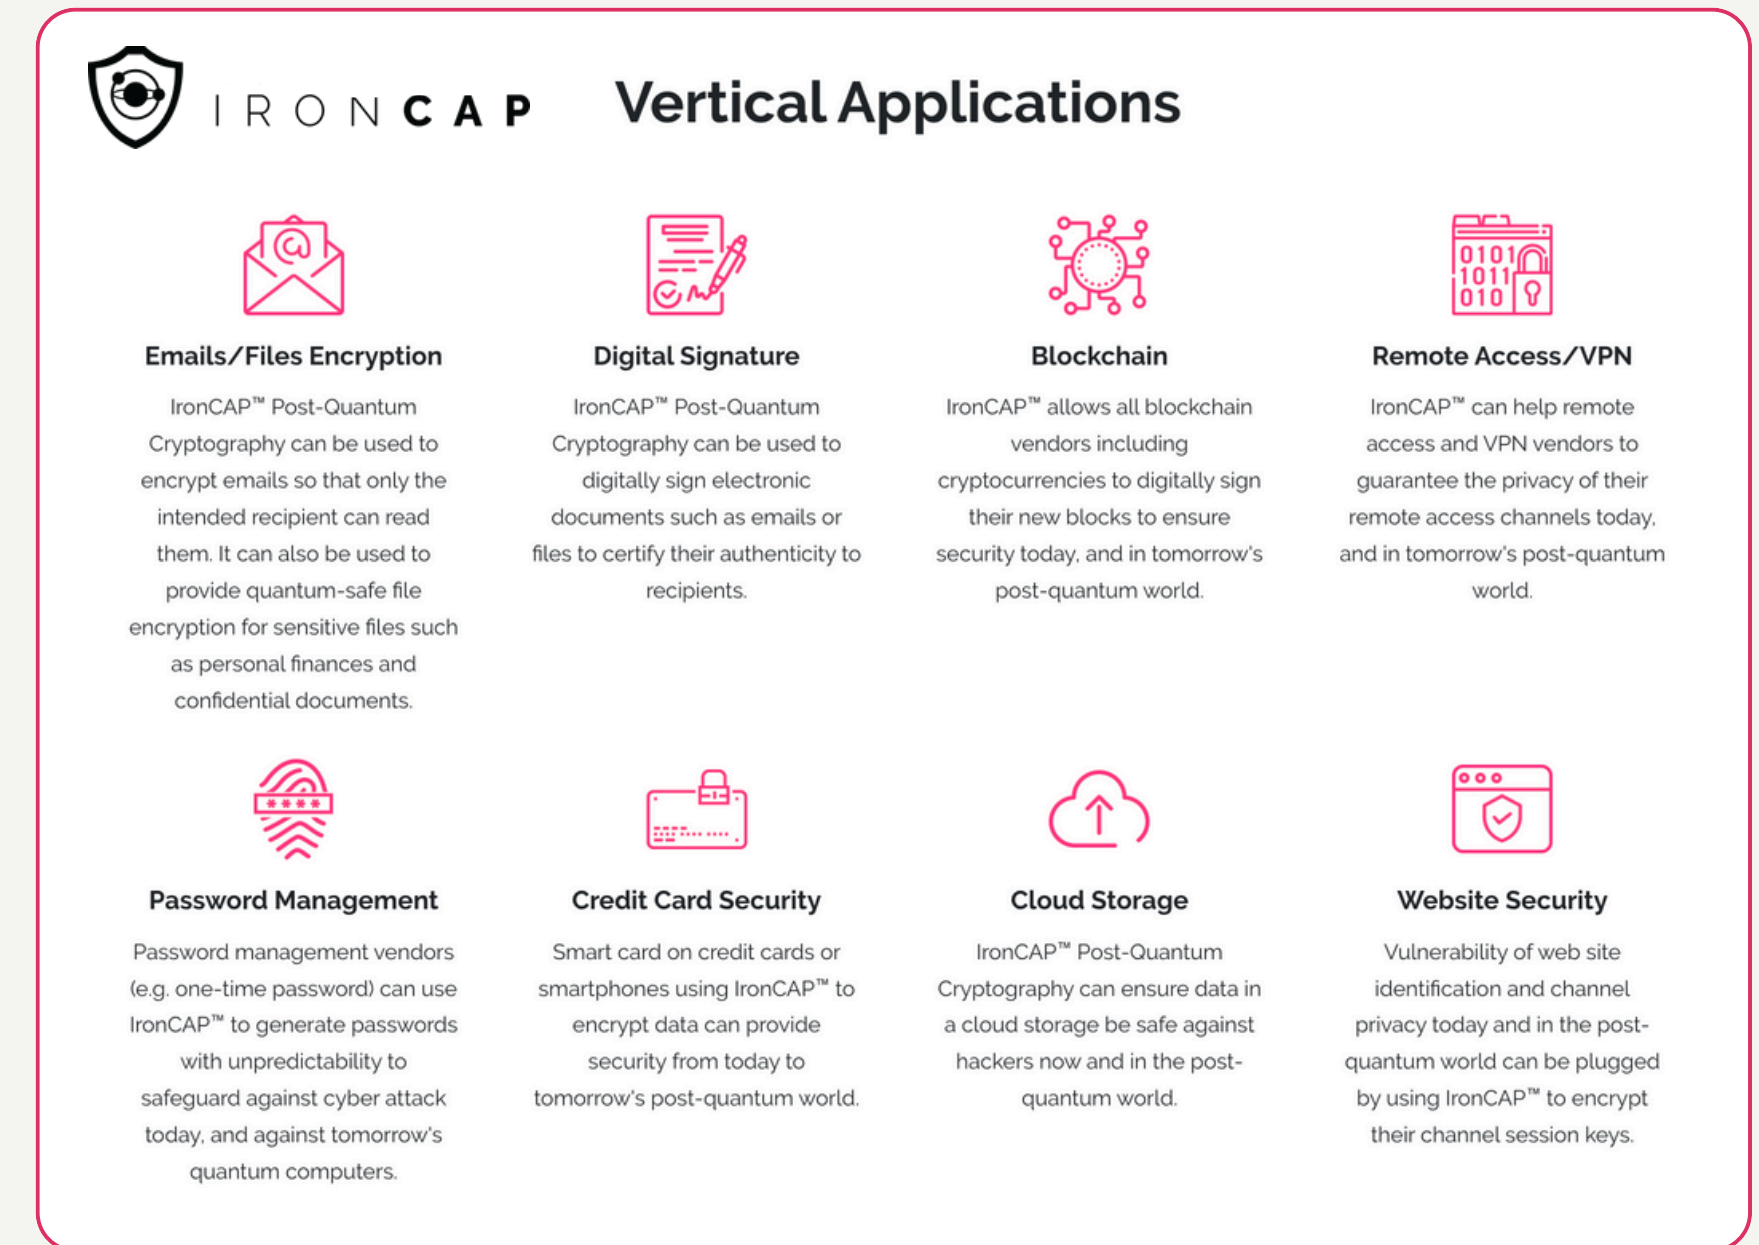 IRONCAP
Vertical Applications
Emails/Files Encryption
IronCAP™ Post-Quantum
Cryptography can be used to
encrypt emails so that only the
intended recipient can read
them. It can also be used to
provide quantum-safe file
encryption for sensitive files such
as personal finances and
confidential documents.
Digital Signature
IronCAP™ Post-Quantum
Cryptography can be used to
digitally sign electronic
documents such as emails or
files to certify their authenticity to
recipients.
Blockchain
IronCAP™ allows all blockchain
vendors including
cryptocurrencies to digitally sign
their new blocks to ensure
security today, and in tomorrow's
post-quantum world.
0101
1011
010
Remote Access/VPN
IronCAP™ can help remote
access and VPN vendors to
guarantee the privacy of their
remote access channels today,
and in tomorrow's post-quantum
world.
****
Password Management
Password management vendors
(e.g. one-time password) can use
IronCAP™ to generate passwords
with unpredictability to
safeguard against cyber attack
today, and against tomorrow's
quantum computers.
Credit Card Security
Smart card on credit cards or
smartphones using IronCAP™ to
encrypt data can provide
security from today to
tomorrow's post-quantum world.
Cloud Storage
IronCAP™ Post-Quantum
Cryptography can ensure data in
a cloud storage be safe against
hackers now and in the post-
quantum world.
Website Security
Vulnerability of web site
identification and channel
privacy today and in the post-
quantum world can be plugged
by using IronCAP™ to encrypt
their channel session keys.